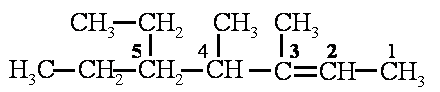 CH₃—CH₂ CH₃ CH₃
5 4 3 2 1
H₃C—CH₂—CH₂—CH—C=CH—CH₃